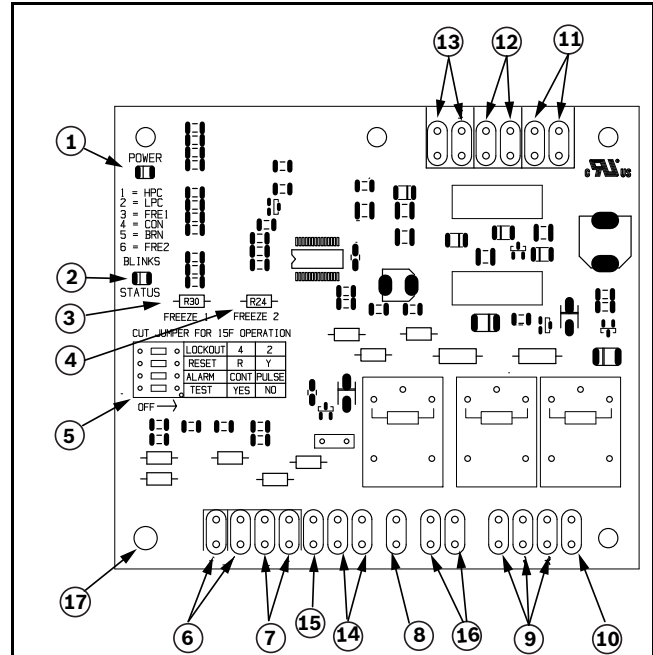 13 12 11
1
POWER
C US
1 = HPC
2 = LPC
3 = FRE1
4 = CON
5 = BRN
6 = FRE2
BLINKS
2
STATUS
R30 R24
3
FREEZE 1 FREEZE 2
4
CUT JUMPER FOR 15F OPERATION
LOCKOUT 4 2
RESET R Y
ALARM CONT PULSE
TEST YES NO
OFF →
5
17
6 7 15 14 8 16 9 10